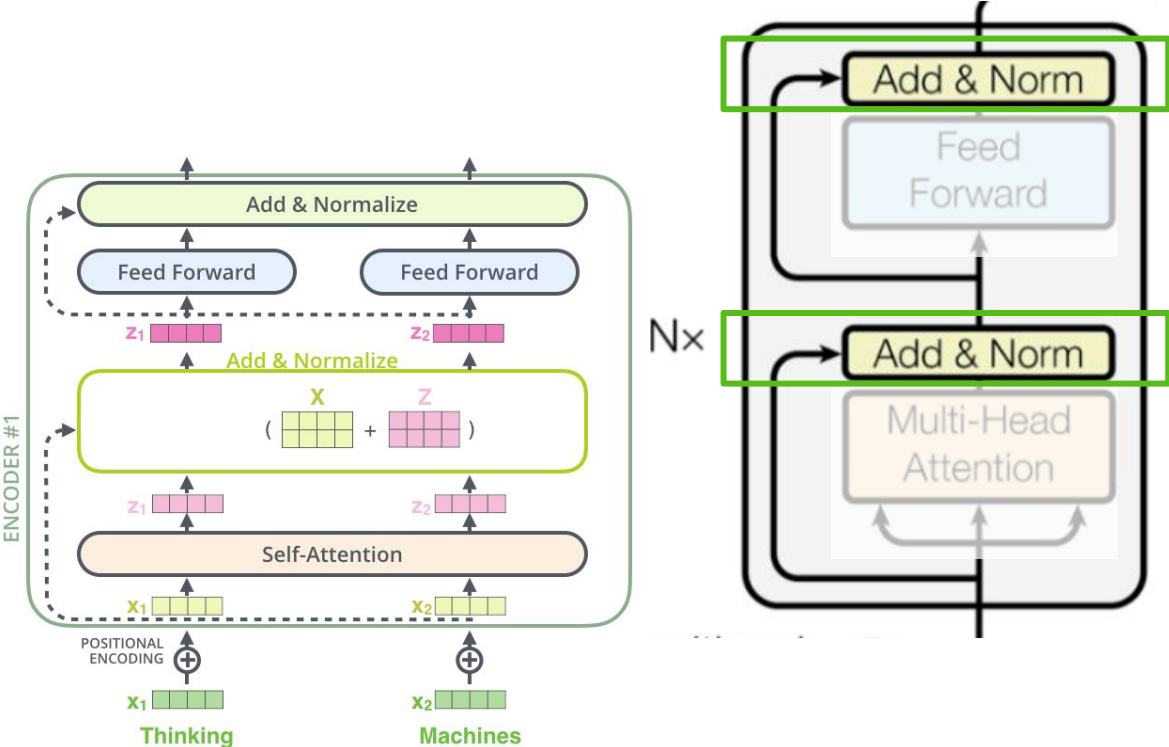 Add & Normalize
Feed Forward
Feed Forward
z1
z2
Add & Normalize
X
Z
( + )
ENCODER #1
z1
z2
Self-Attention
x1
x2
POSITIONAL
ENCODING
x1
x2
Thinking
Machines
Add & Norm
Feed
Forward
N×
Add & Norm
Multi-Head
Attention